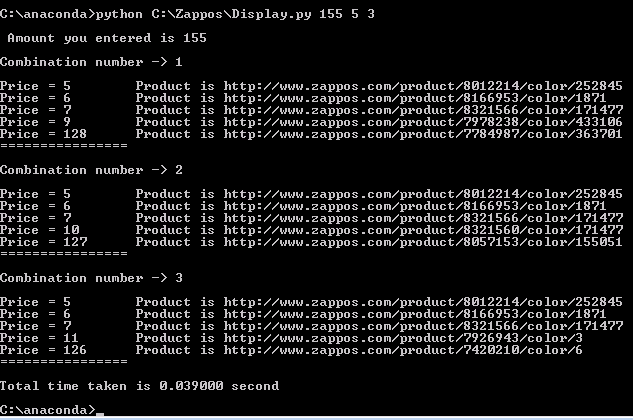 C:\anaconda>python C:\Zappos\Display.py 155 5 3
Amount you entered is 155
Combination number -> 1
Price = 5 Product is http://www.zappos.com/product/8012214/color/252845
Price = 6 Product is http://www.zappos.com/product/8166953/color/1871
Price = 7 Product is http://www.zappos.com/product/8321566/color/171477
Price = 9 Product is http://www.zappos.com/product/7978238/color/433106
Price = 128 Product is http://www.zappos.com/product/7784987/color/363701
================
Combination number -> 2
Price = 5 Product is http://www.zappos.com/product/8012214/color/252845
Price = 6 Product is http://www.zappos.com/product/8166953/color/1871
Price = 7 Product is http://www.zappos.com/product/8321566/color/171477
Price = 10 Product is http://www.zappos.com/product/8321560/color/171477
Price = 127 Product is http://www.zappos.com/product/8057153/color/155051
================
Combination number -> 3
Price = 5 Product is http://www.zappos.com/product/8012214/color/252845
Price = 6 Product is http://www.zappos.com/product/8166953/color/1871
Price = 7 Product is http://www.zappos.com/product/8321566/color/171477
Price = 11 Product is http://www.zappos.com/product/7926943/color/3
Price = 126 Product is http://www.zappos.com/product/7420210/color/6
================
Total time taken is 0.039000 second
C:\anaconda>_